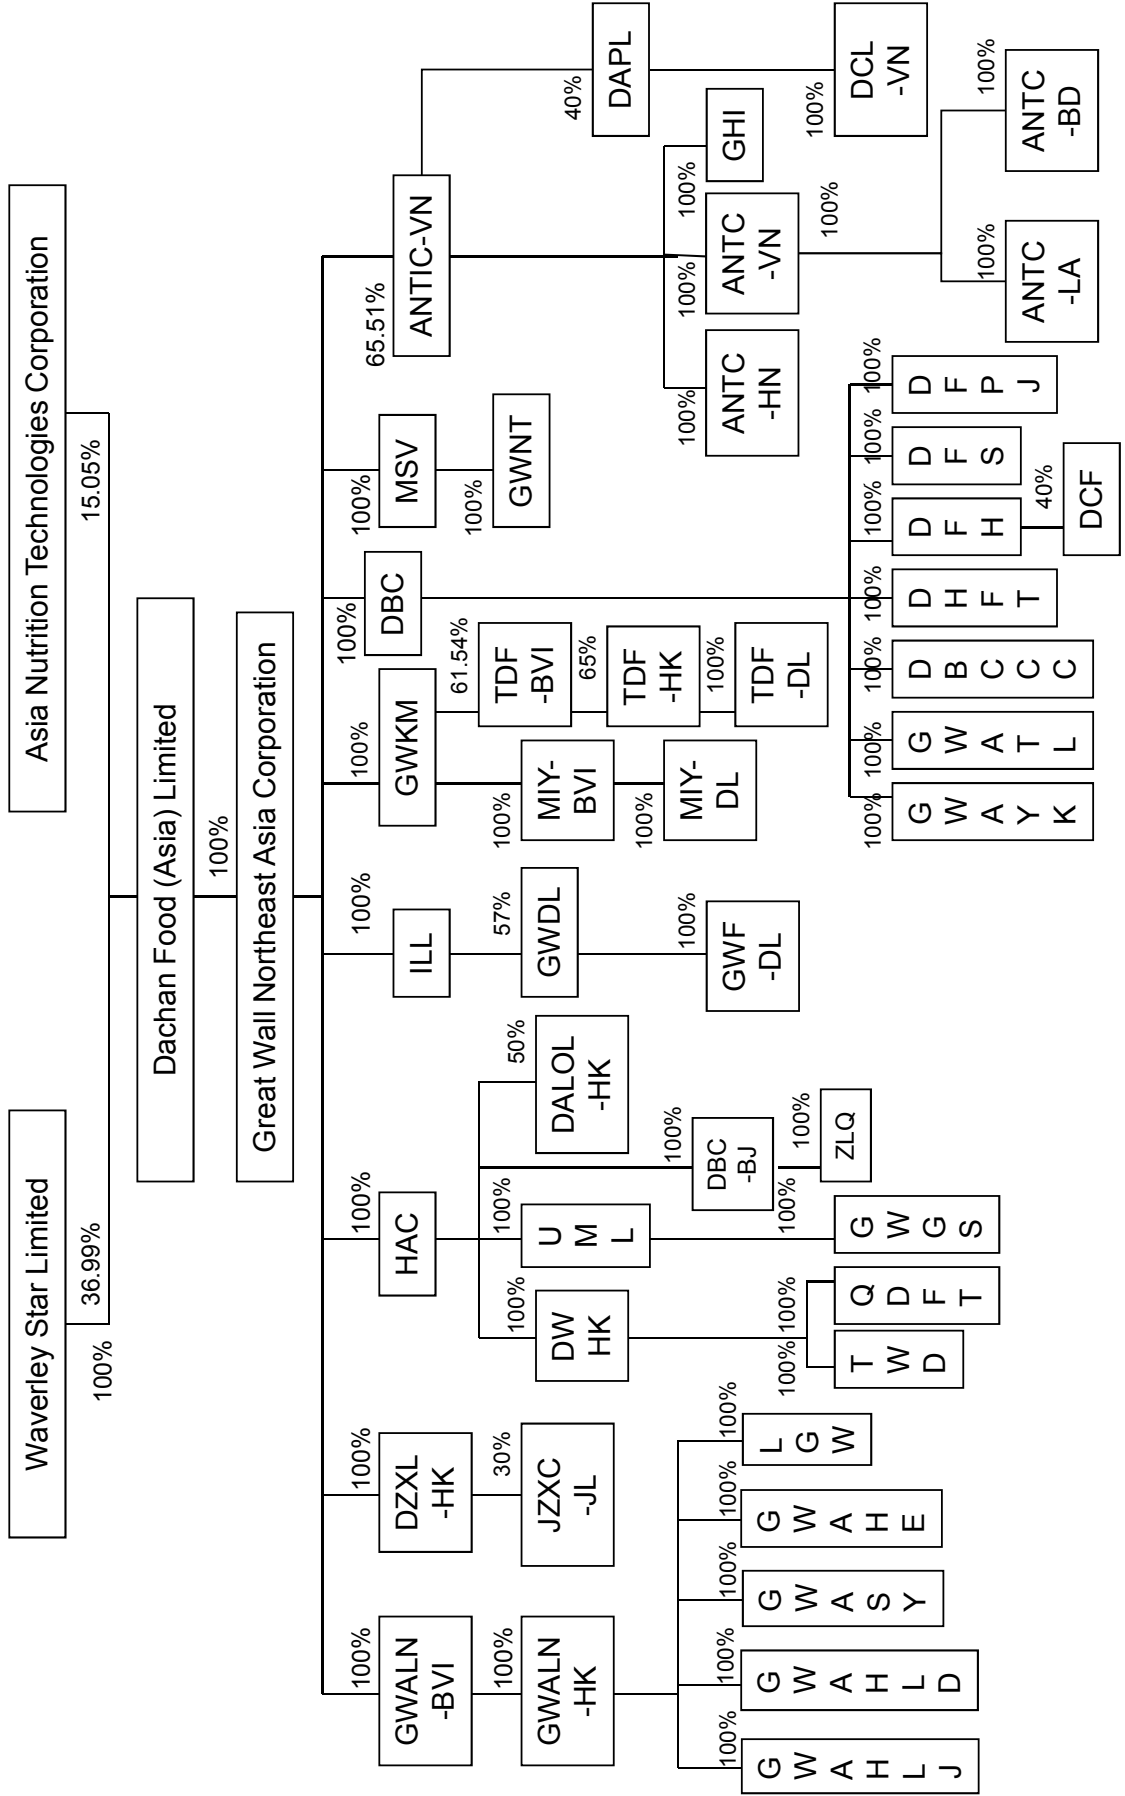 Waverley Star Limited
Asia Nutrition Technologies Corporation
100%
36.99%
15.05%
Dachan Food (Asia) Limited
100%
Great Wall Northeast Asia Corporation
100%
GWALN
-BVI
100%
GWALN
-HK
100%
GWAHLJ
100%
GWAHLD
100%
GWASY
100%
GWAHE
100%
LGW
100%
DZXL
-HK
30%
JZXC
-JL
100%
HAC
100%
DW
HK
100%
TWD
100%
QDFT
100%
UML
100%
GWGS
100%
DBC
-BJ
100%
ZLQ
50%
DALOL
-HK
100%
ILL
57%
GWDL
100%
GWF
-DL
100%
GWKM
100%
MIY-
BVI
100%
MIY-
DL
61.54%
TDF
-BVI
65%
TDF
-HK
100%
TDF
-DL
100%
DBC
100%
GWAYK
100%
GWATL
100%
DBCCC
100%
DHFT
100%
DFH
40%
DCF
100%
DFS
100%
DFPJ
100%
MSV
100%
GWNT
65.51%
ANTIC-VN
100%
ANTC
-HN
100%
ANTC
-VN
100%
GHI
100%
100%
ANTC
-LA
100%
ANTC
-BD
40%
DAPL
100%
DCL
-VN